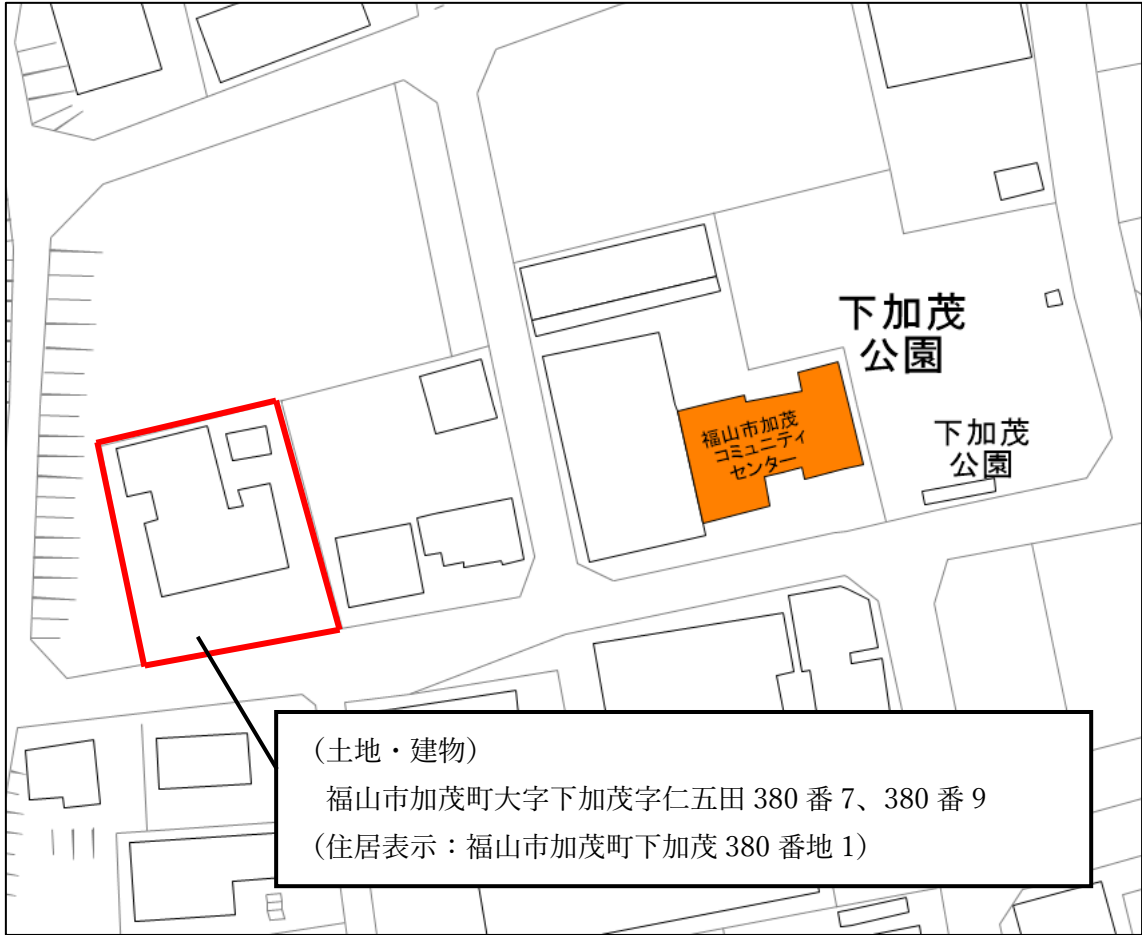 下加茂
公園
福山市加茂
コミュニティ
センター
下加茂
公園
(土地・建物)
福山市加茂町大字下加茂字仁五田 380 番 7、380 番 9
(住居表示:福山市加茂町下加茂 380 番地 1)